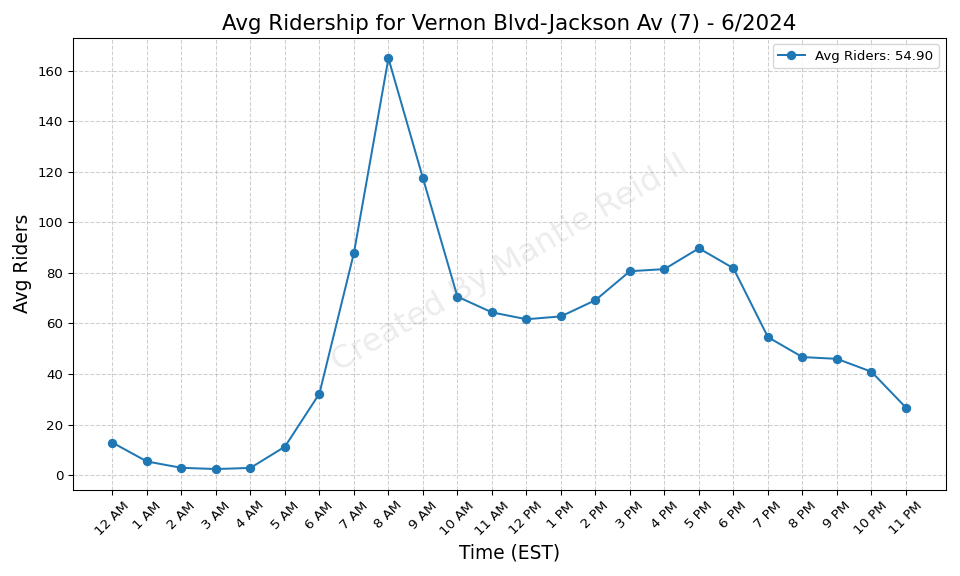 Avg Ridership for Vernon Blvd-Jackson Av (7) - 6/2024
Avg Riders: 54.90
160
140
120
100
80
60
40
20
0
Avg Riders
Created By Mantle Reid II
12 AM
1 AM
2 AM
3 AM
4 AM
5 AM
6 AM
7 AM
8 AM
9 AM
10 AM
11 AM
12 PM
1 PM
2 PM
3 PM
4 PM
5 PM
6 PM
7 PM
8 PM
9 PM
10 PM
11 PM
Time (EST)